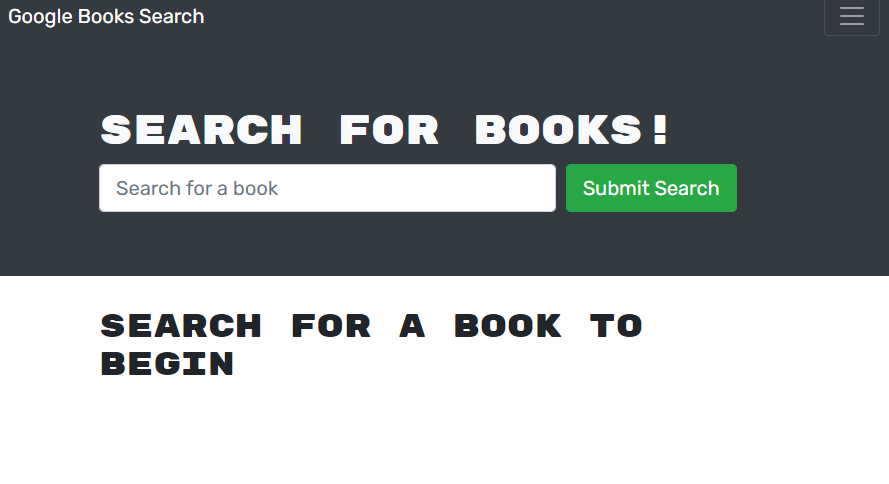 Google Books Search
SEARCH FOR BOOKS!
Search for a book
Submit Search
SEARCH FOR A BOOK TO
BEGIN